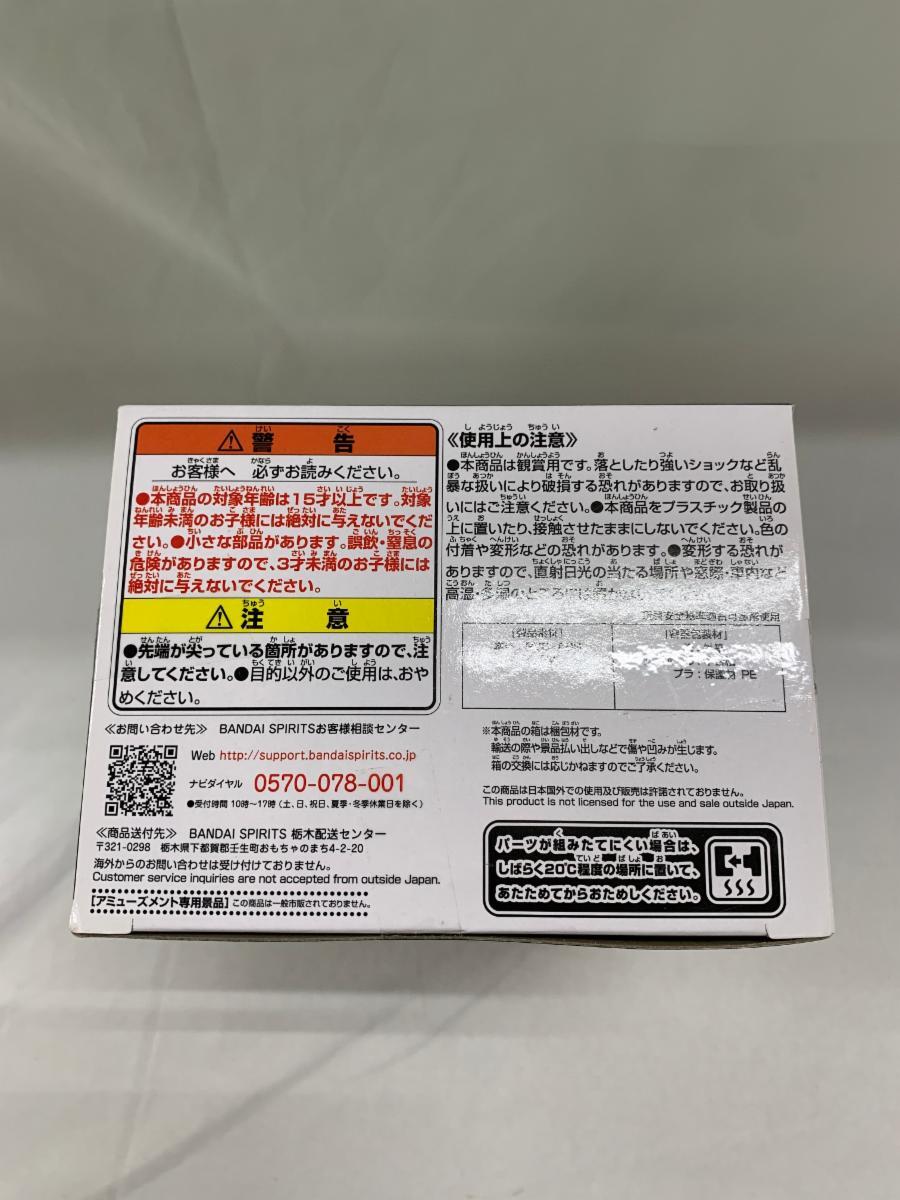 ⚠警告
お客様へ 必ずお読みください。
●本商品の対象年齢は15才以上です。対象
年齢未満のお子様には絶対に与えないでくだ
さい。●小さな部品があります。誤飲・窒息の
危険がありますので、3才未満のお子様には
絶対に与えないでください。
⚠注意
●先端が尖っている箇所がありますので、注
意してください。●目的以外のご使用は、おや
めください。
≪お問い合わせ先≫ BANDAI SPIRITSお客様相談センター
Web http://support.bandaispirits.co.jp
ナビダイヤル 0570-078-001
●受付時間 10時~17時(土、日、祝日、夏季・冬季休業日を除く)
≪商品送付先≫ BANDAI SPIRITS 栃木配送センター
〒321-0298 栃木県下都賀郡壬生町おもちゃのまち4-2-20
海外からのお問い合わせは受け付けておりません。
Customer service inquiries are not accepted from outside Japan.
【アミューズメント専用景品】この商品は一般市販されておりません。
≪使用上の注意≫
●本商品は観賞用です。落としたり強いショックなど乱
暴な扱いにより破損する恐れがありますので、お取り扱
いにはご注意ください。●本商品をプラスチック製品の
上に置いたり、接触させたままにしないでください。色の
付着や変形などの恐れがあります。●変形する恐れが
ありますので、直射日光の当たる場所や窓際・車内など
高温・多湿の
プラ:保護材 PE
※本商品の箱は梱包材です。
輸送の際や景品払い出しなどで傷や凹みが生じます。
箱の交換には応じかねますのでご了承ください。
この商品は日本国外での使用及び販売は許諾されておりません。
This product is not licensed for the use and sale outside Japan.
パーツが組みたてにくい場合は、
しばらく20℃程度の場所に置いて、
あたためてからおためしください。